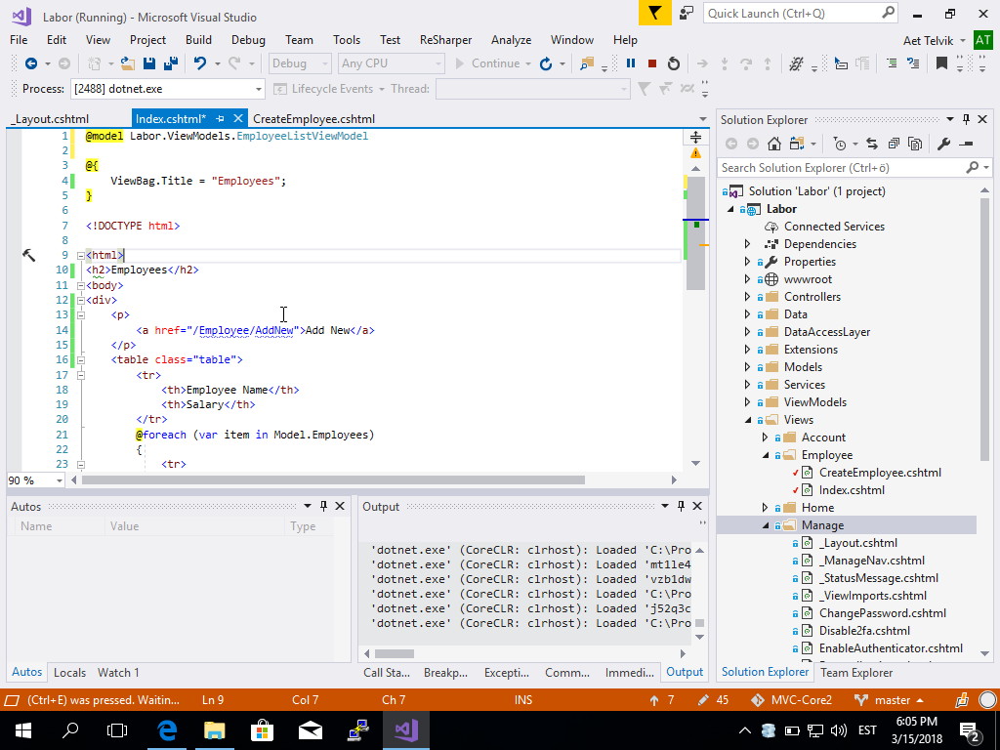 Labor (Running) - Microsoft Visual Studio
Quick Launch (Ctrl+Q)
File Edit View Project Build Debug Team Tools Test ReSharper Analyze Window Help
Aet Telvik AT
Debug Any CPU Continue
Process: [2488] dotnet.exe Lifecycle Events Thread:
_Layout.cshtml Index.cshtml* CreateEmployee.cshtml
1 @model Labor.ViewModels.EmployeeListViewModel
2
3 @{
4 ViewBag.Title = "Employees";
5 }
6
7 <!DOCTYPE html>
8
9 <html>
10 <h2>Employees</h2>
11 <body>
12 <div>
13 <p>
14 <a href="/Employee/AddNew">Add New</a>
15 </p>
16 <table class="table">
17 <tr>
18 <th>Employee Name</th>
19 <th>Salary</th>
20 </tr>
21 @foreach (var item in Model.Employees)
22 {
23 <tr>
90 %
Autos
Name Value Type
Autos Locals Watch 1
Output
'dotnet.exe' (CoreCLR: clrhost): Loaded 'C:\Pro
'dotnet.exe' (CoreCLR: clrhost): Loaded 'mt1le4
'dotnet.exe' (CoreCLR: clrhost): Loaded 'vzb1dw
'dotnet.exe' (CoreCLR: clrhost): Loaded 'C:\Pro
'dotnet.exe' (CoreCLR: clrhost): Loaded 'j52q3c
'dotnet.exe' (CoreCLR: clrhost): Loaded 'C:\Pro
Call Sta... Breakp... Excepti... Comm... Immedi... Output
Solution Explorer
Search Solution Explorer (Ctrl+ö)
Solution 'Labor' (1 project)
Labor
Connected Services
Dependencies
Properties
wwwroot
Controllers
Data
DataAccessLayer
Extensions
Models
Services
ViewModels
Views
Account
Employee
CreateEmployee.cshtml
Index.cshtml
Home
Manage
_Layout.cshtml
_ManageNav.cshtml
_StatusMessage.cshtml
_ViewImports.cshtml
ChangePassword.cshtml
Disable2fa.cshtml
EnableAuthenticator.cshtml
Solution Explorer Team Explorer
(Ctrl+E) was pressed. Waitin... Ln 9 Col 7 Ch 7 INS 7 45 MVC-Core2 master
EST
6:05 PM
3/15/2018
2